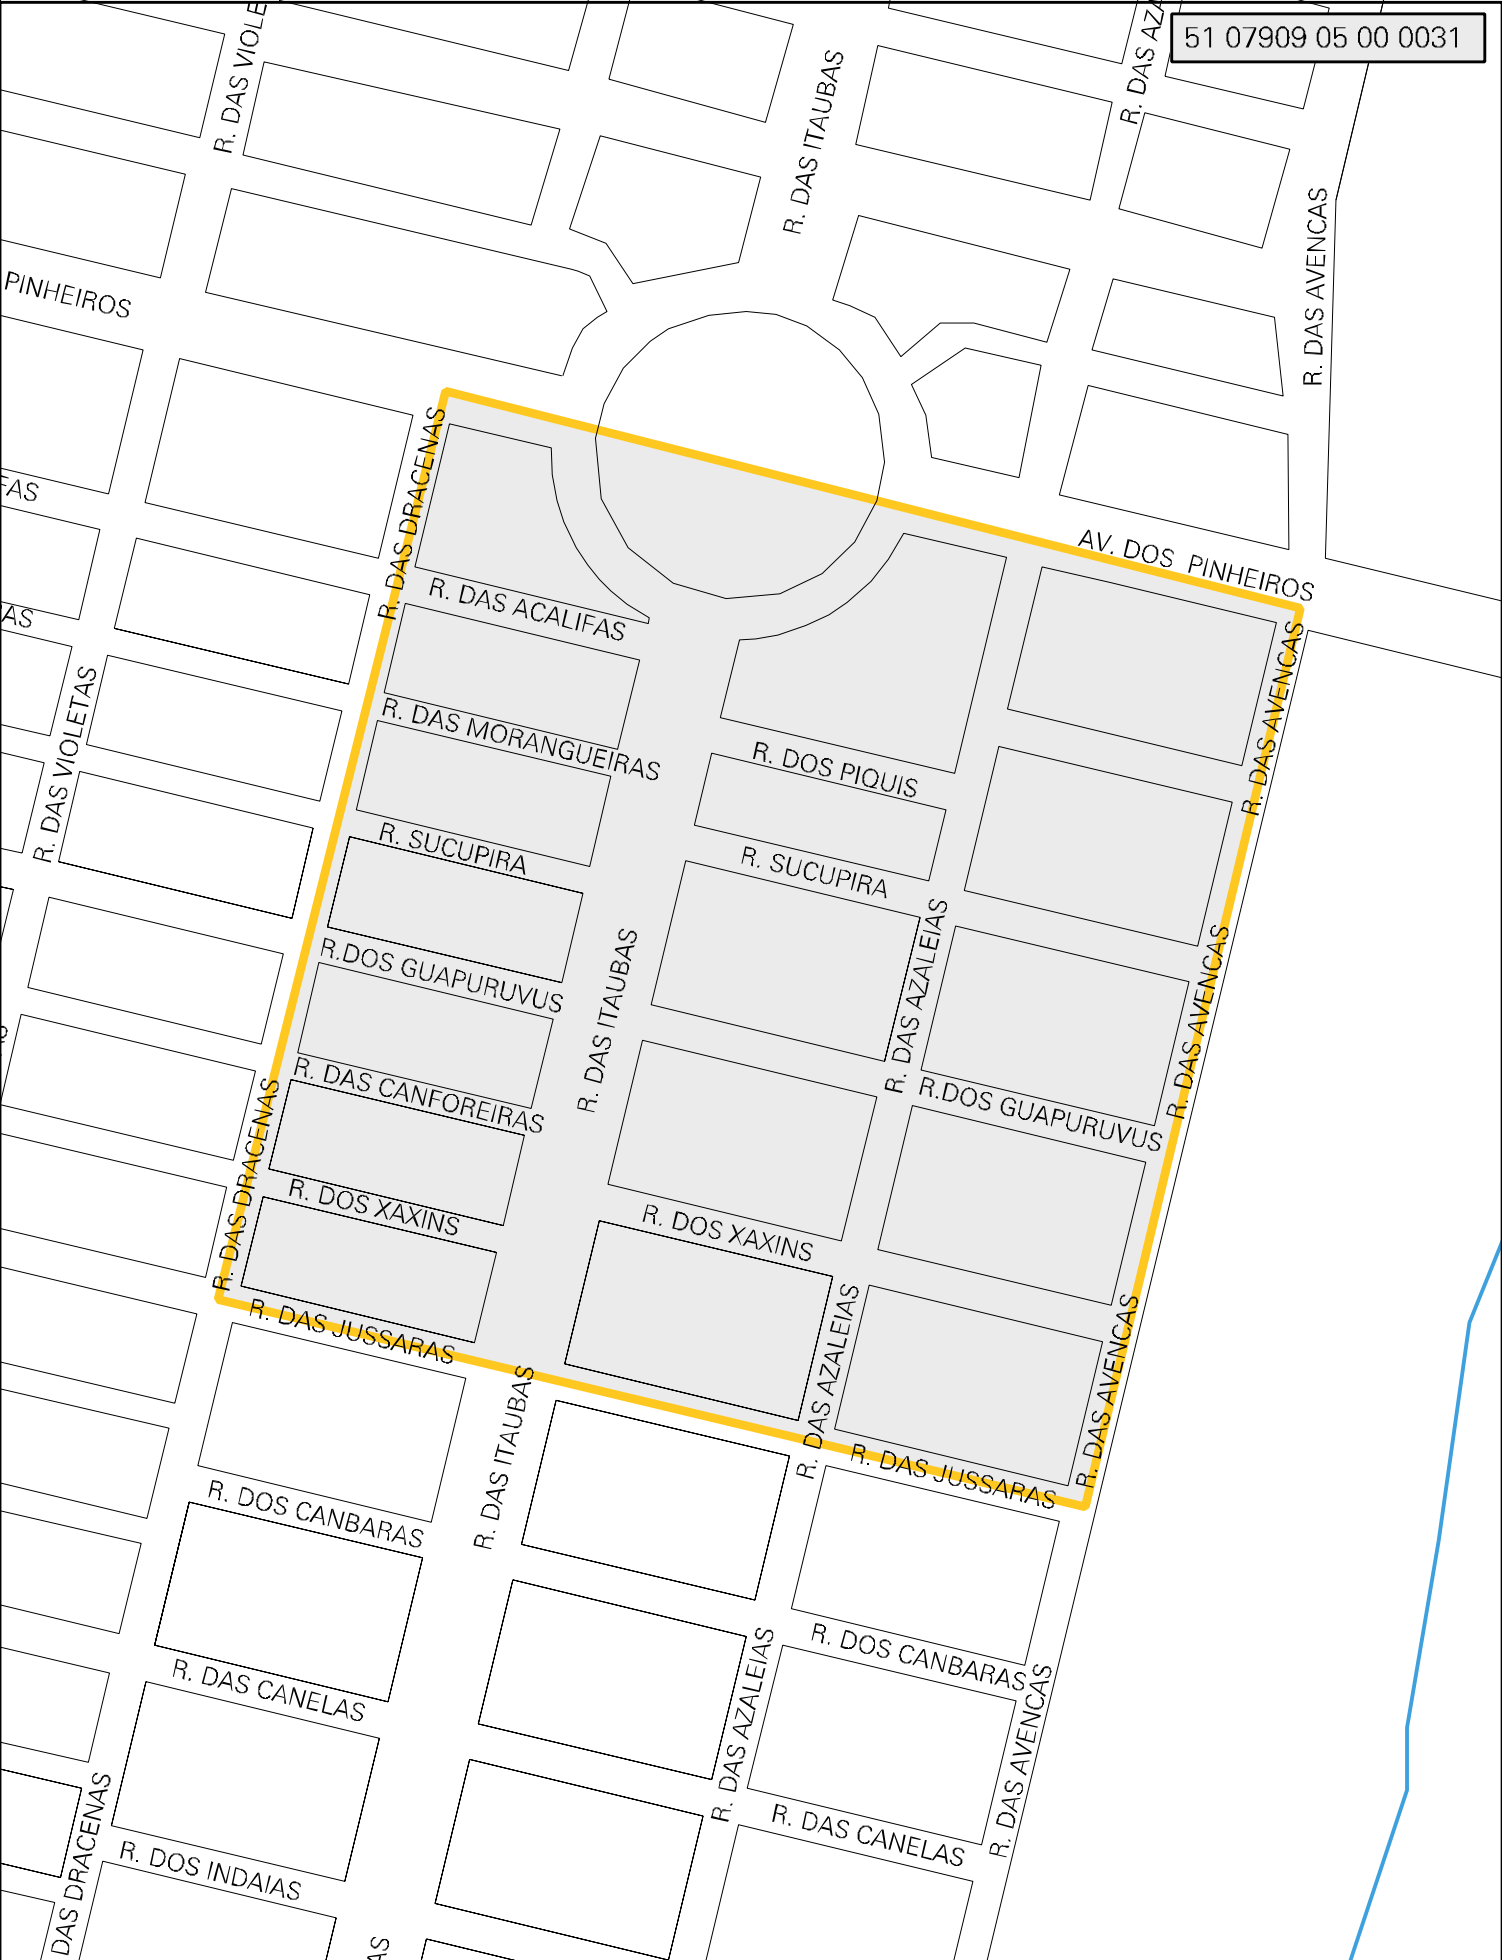 51 07909 05 00 0031
R. DAS VIOLE
R. DAS AZA
R. DAS ITAUBAS
R. DAS AVENCAS
PINHEIROS
R. DAS DRACENAS
FAS
AV. DOS PINHEIROS
R. DAS ACALIFAS
AS
R. DAS AVENCAS
R. DAS VIOLETAS
R. DAS MORANGUEIRAS
R. DOS PIQUIS
R. SUCUPIRA
R. SUCUPIRA
R. DAS AZALEIAS
R. DAS ITAUBAS
R. DAS AVENCAS
R.DOS GUAPURUVUS
R. DAS CANFOREIRAS
R.DOS GUAPURUVUS
R. DAS DRACENAS
R. DOS XAXINS
R. DOS XAXINS
R. DAS AZALEIAS
R. DAS AVENCAS
R. DAS JUSSARAS
R. DAS ITAUBAS
R. DAS JUSSARAS
R. DOS CANBARAS
R. DOS CANBARAS
R. DAS AZALEIAS
R. DAS AVENCAS
R. DAS CANELAS
R. DAS CANELAS
DAS DRACENAS
R. DOS INDAIAS
AS